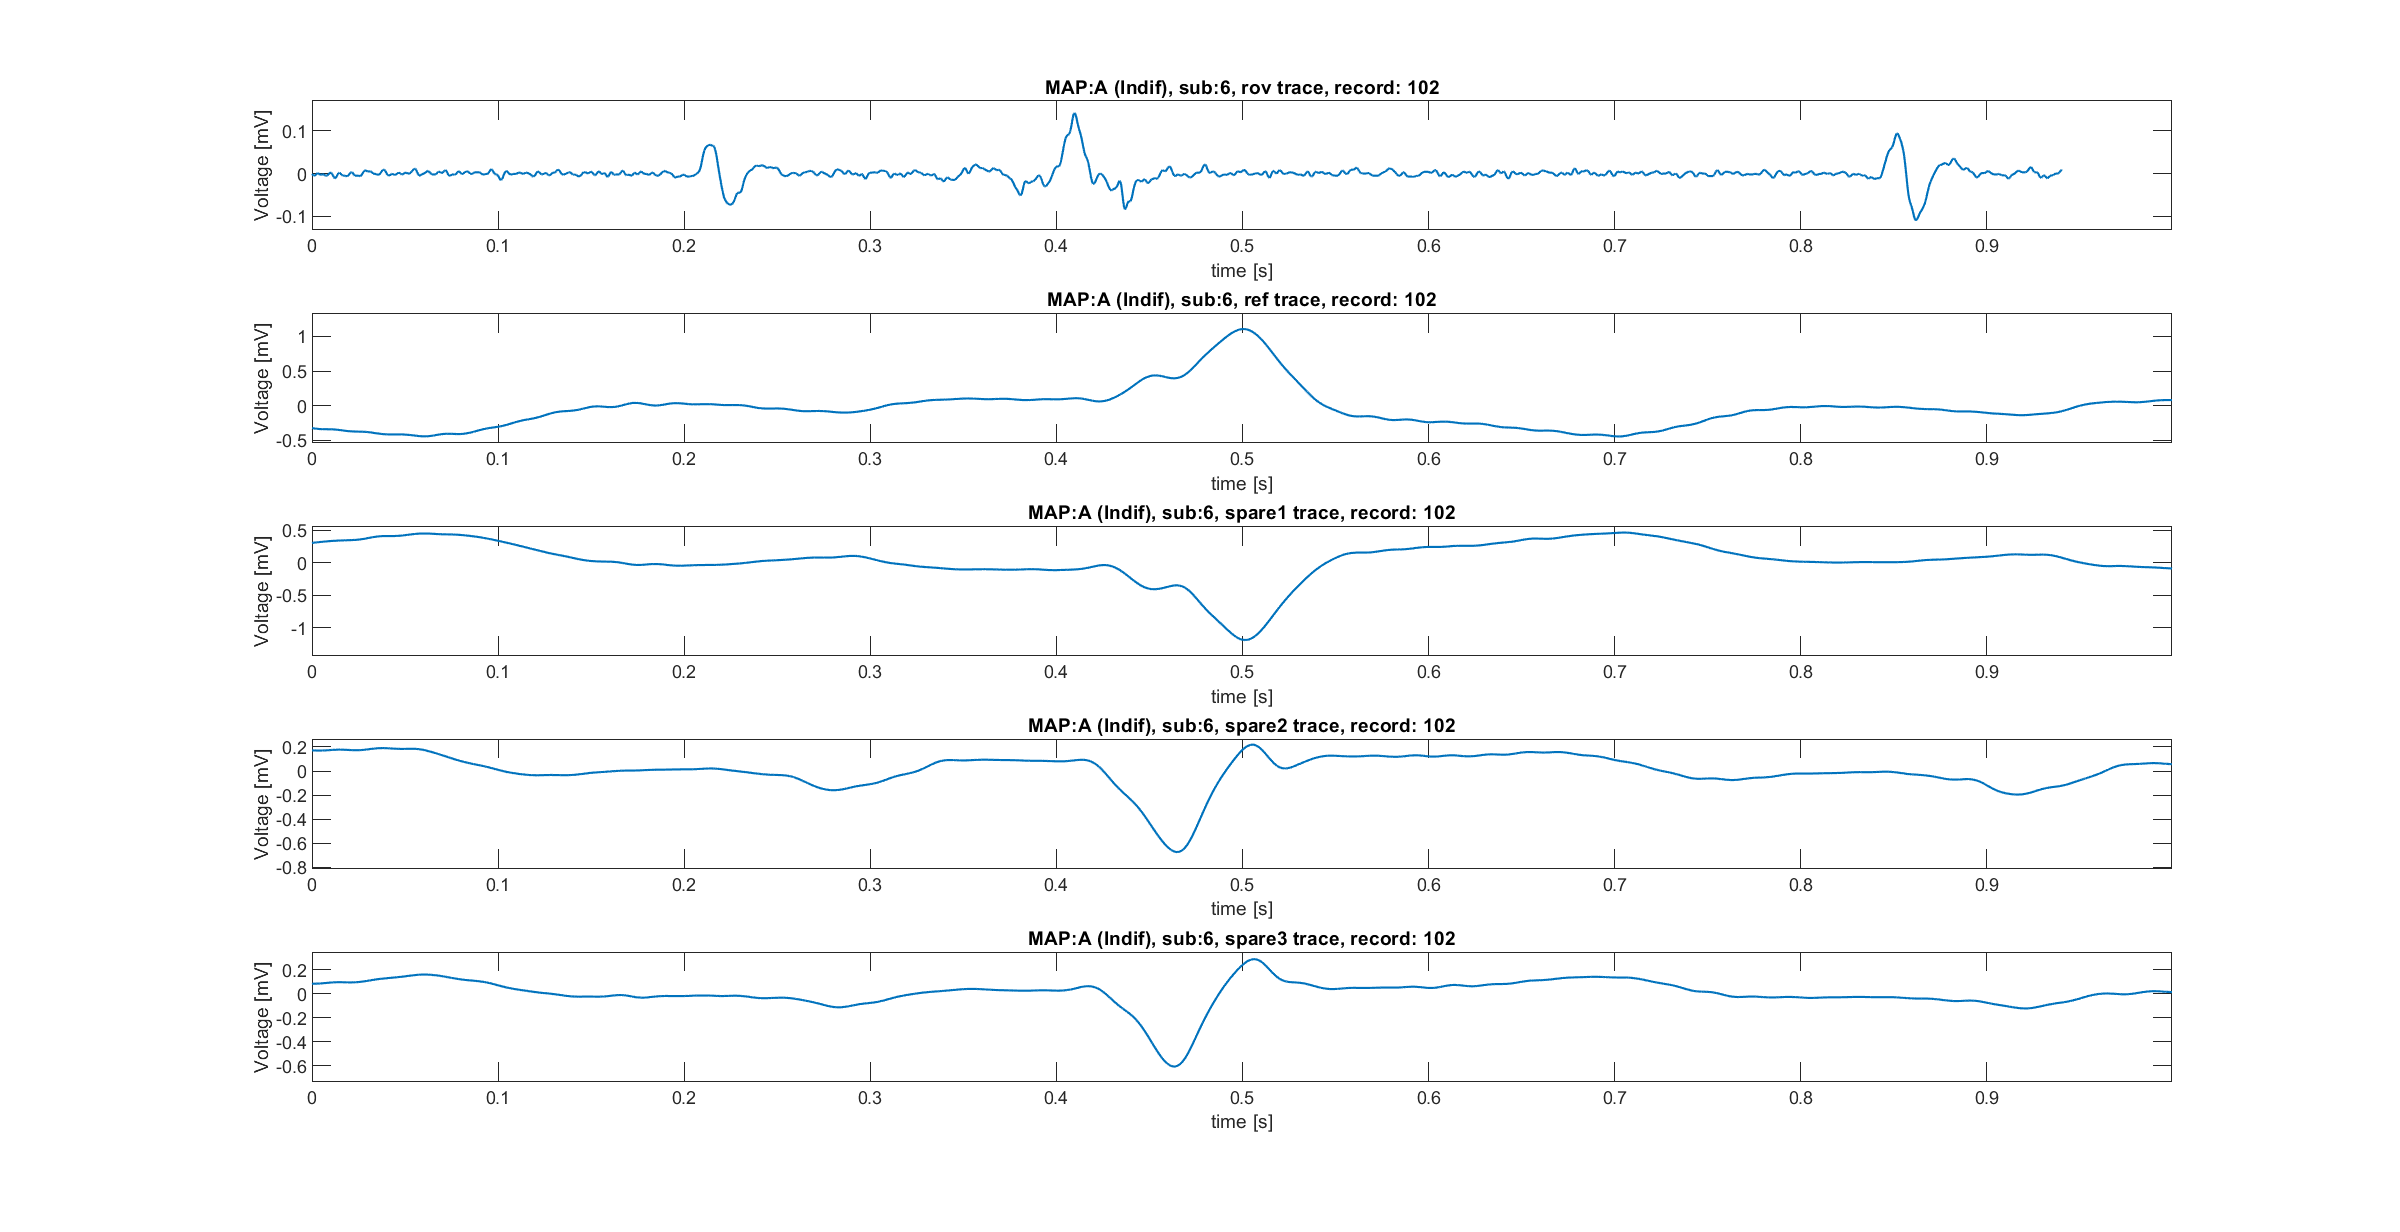 MAP:A (Indif), sub:6, rov trace, record: 102
Voltage [mV]
0.1
0
-0.1
0 0.1 0.2 0.3 0.4 0.5 0.6 0.7 0.8 0.9
time [s]
MAP:A (Indif), sub:6, ref trace, record: 102
Voltage [mV]
1
0.5
0
-0.5
0 0.1 0.2 0.3 0.4 0.5 0.6 0.7 0.8 0.9
time [s]
MAP:A (Indif), sub:6, spare1 trace, record: 102
Voltage [mV]
0.5
0
-0.5
-1
0 0.1 0.2 0.3 0.4 0.5 0.6 0.7 0.8 0.9
time [s]
MAP:A (Indif), sub:6, spare2 trace, record: 102
Voltage [mV]
0.2
0
-0.2
-0.4
-0.6
-0.8
0 0.1 0.2 0.3 0.4 0.5 0.6 0.7 0.8 0.9
time [s]
MAP:A (Indif), sub:6, spare3 trace, record: 102
Voltage [mV]
0.2
0
-0.2
-0.4
-0.6
0 0.1 0.2 0.3 0.4 0.5 0.6 0.7 0.8 0.9
time [s]